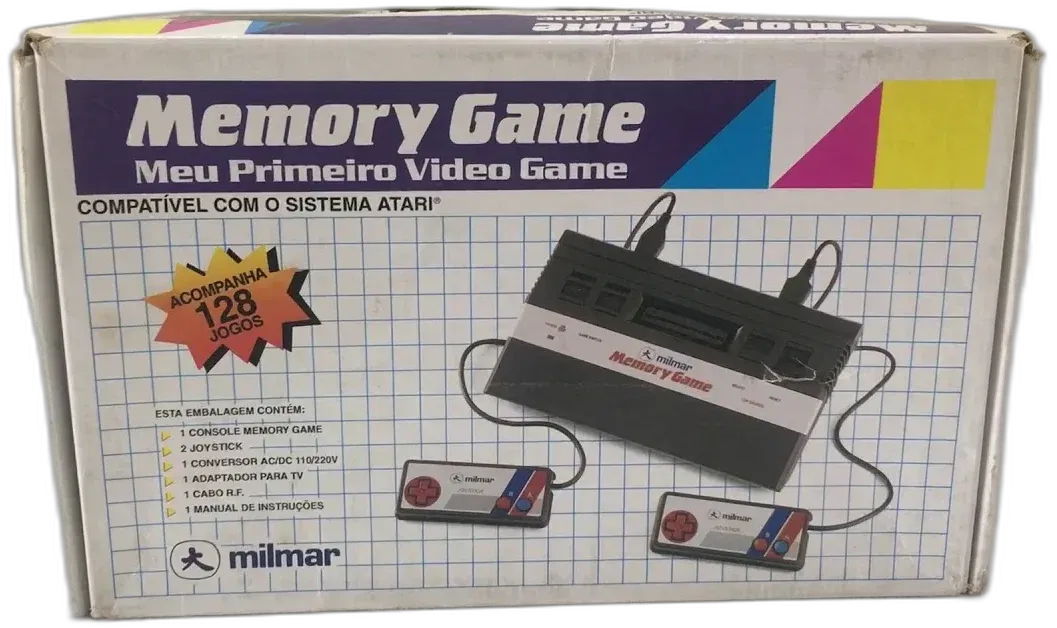 Memory Game
Memory Game
Meu Primeiro Video Game
COMPATÍVEL COM O SISTEMA ATARI®
ACOMPANHA
128
JOGOS
milmar
Memory Game
ESTA EMBALAGEM CONTÉM:
1 CONSOLE MEMORY GAME
2 JOYSTICK
1 CONVERSOR AC/DC 110/220V
1 ADAPTADOR PARA TV
1 CABO R.F.
1 MANUAL DE INSTRUÇÕES
milmar
milmar
milmar